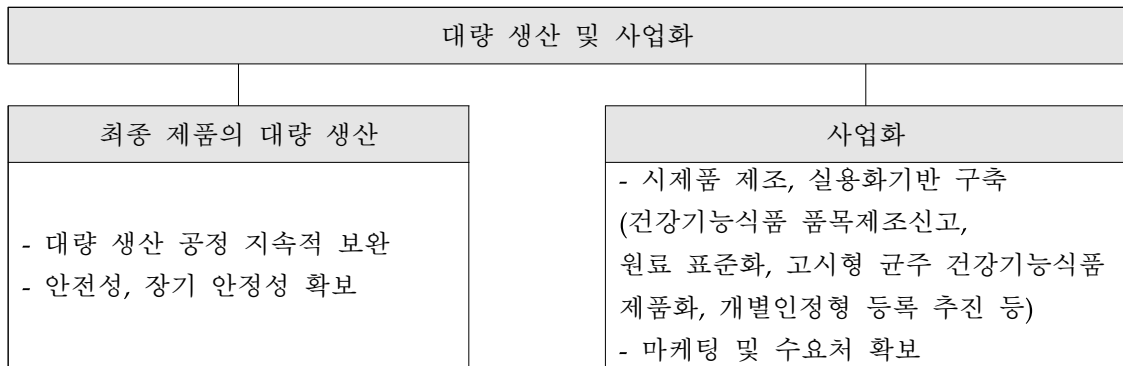 대량 생산 및 사업화
최종 제품의 대량 생산
- 대량 생산 공정 지속적 보완
- 안전성, 장기 안정성 확보
사업화
- 시제품 제조, 실용화기반 구축
(건강기능식품 품목제조신고,
원료 표준화, 고시형 균주 건강기능식품
제품화, 개별인정형 등록 추진 등)
- 마케팅 및 수요처 확보